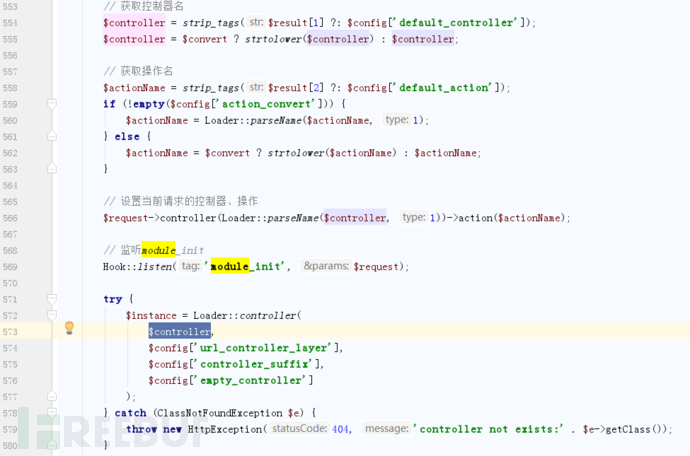 553 // 获取控制器名
554 $controller = strip_tags( str: $result[1] ?: $config['default_controller']);
555 $controller = $convert ? strtolower($controller) : $controller;
556
557 // 获取操作名
558 $actionName = strip_tags( str: $result[2] ?: $config['default_action']);
559 if (!empty($config['action_convert'])) {
560 $actionName = Loader::parseName($actionName, type: 1);
561 } else {
562 $actionName = $convert ? strtolower($actionName) : $actionName;
563 }
564
565 // 设置当前请求的控制器、操作
566 $request->controller(Loader::parseName($controller, type: 1))->action($actionName);
567
568 // 监听module_init
569 Hook::listen( tag: 'module_init', &params: $request);
570
571 try {
572 $instance = Loader::controller(
573 $controller,
574 $config['url_controller_layer'],
575 $config['controller_suffix'],
576 $config['empty_controller']
577 );
578 } catch (ClassNotFoundException $e) {
579 throw new HttpException( statusCode: 404, message: 'controller not exists:' . $e->getClass());
580 }
REEBUF